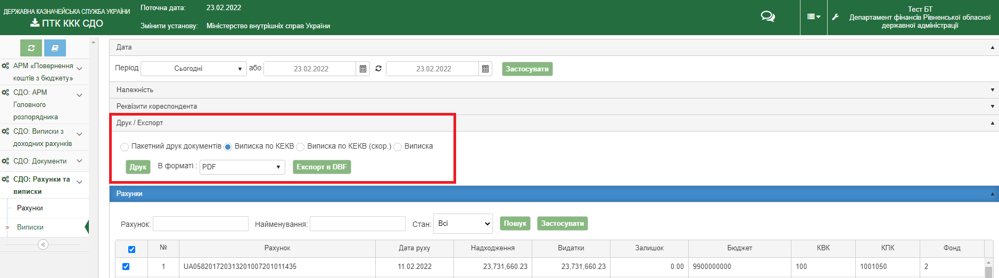 ДЕРЖАВНА КАЗНАЧЕЙСЬКА СЛУЖБА УКРАЇНИ
ПТК ККК СДО
Поточна дата: 23.02.2022
Змінити установу: Міністерство внутрішніх справ України
Тест БТ
Департамент фінансів Рівненської обласної
державної адміністрації
АРМ «Повернення
коштів з бюджету»
СДО: АРМ
Головного
розпорядника
СДО: Виписки з
доходних рахунків
СДО: Документи
СДО: Рахунки та
виписки
Рахунки
Виписки
Дата
Період Сьогодні або 23.02.2022 23.02.2022 Застосувати
Належність
Реквізити кореспондента
Друк / Експорт
Пакетний друк документів Виписка по КЕКВ Виписка по КЕКВ (скор.) Виписка
Друк В форматі : PDF Експорт в DBF
Рахунки
Рахунок: Найменування: Стан: Всі Пошук Застосувати
№ Рахунок Дата руху Надходження Видатки Залишок Бюджет КВК КПК Фонд
1 UA058201720313201007201011435 11.02.2022 23,731,660.23 23,731,660.23 0.00 9900000000 100 1001050 2